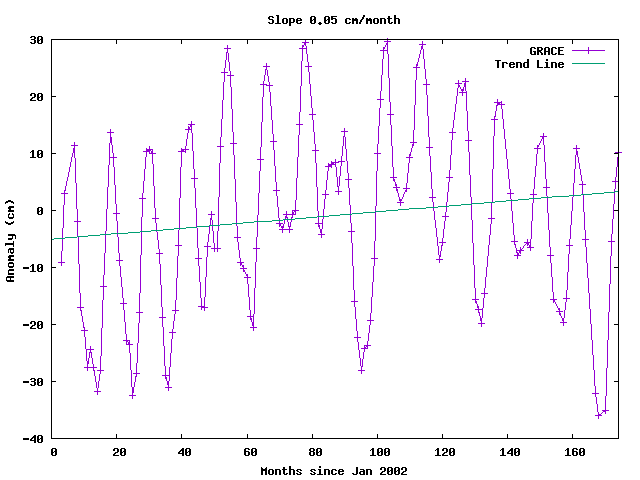 Slope 0.05 cm/month
GRACE
Trend Line
30
20
10
0
-10
-20
-30
-40
Anomaly (cm)
0 20 40 60 80 100 120 140 160
Months since Jan 2002